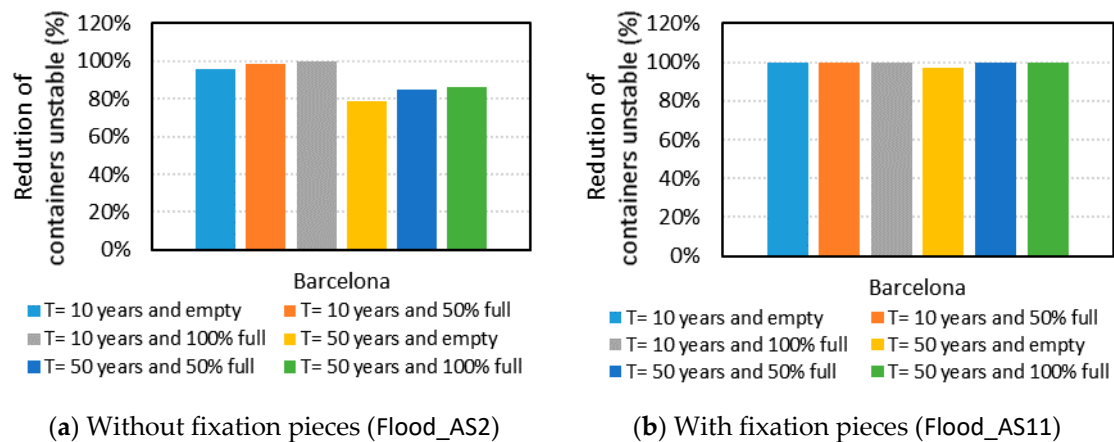 120%
100%
80%
60%
40%
20%
0%
Redution of
containers unstable (%)
Barcelona
T= 10 years and empty
T= 10 years and 50% full
T= 10 years and 100% full
T= 50 years and empty
T= 50 years and 50% full
T= 50 years and 100% full
(a) Without fixation pieces (Flood_AS2)
120%
100%
80%
60%
40%
20%
0%
Redution of
containers unstable (%)
Barcelona
T= 10 years and empty
T= 10 years and 50% full
T= 10 years and 100% full
T= 50 years and empty
T= 50 years and 50% full
T= 50 years and 100% full
(b) With fixation pieces (Flood_AS11)